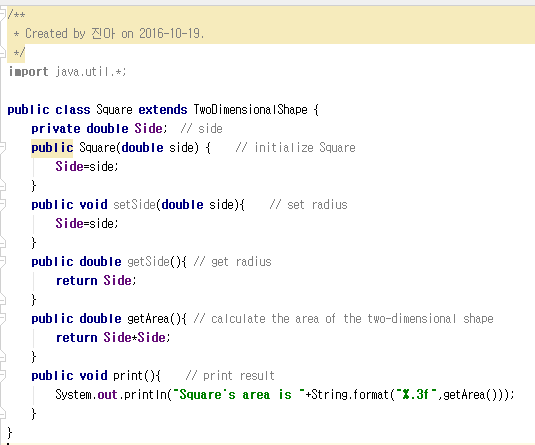 /**
 * Created by 진아 on 2016-10-19.
 */
import java.util.*;
public class Square extends TwoDimensionalShape {
    private double Side;  // side
    public Square(double side) {    // initialize Square
        Side=side;
    }
    public void setSide(double side){    // set radius
        Side=side;
    }
    public double getSide(){ // get radius
        return Side;
    }
    public double getArea(){ // calculate the area of the two-dimensional shape
        return Side*Side;
    }
    public void print(){    // print result
        System.out.println("Square's area is "+String.format("%.3f",getArea()));
    }
}